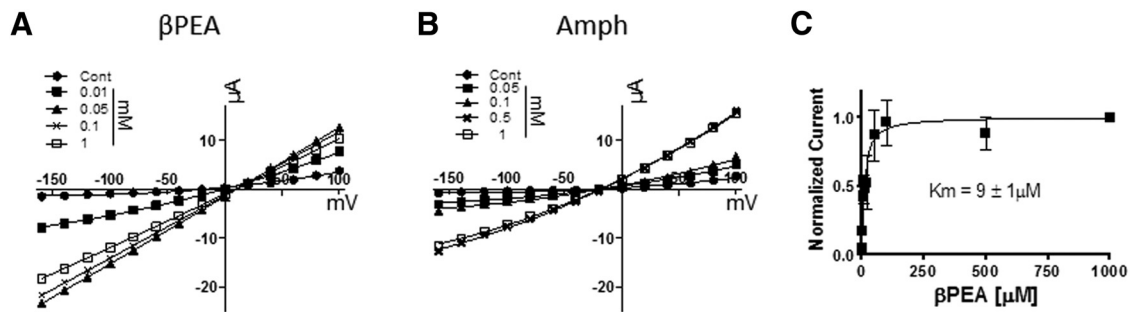 A
βPEA
Cont
0.01
0.05
0.1
1
mM
μA
10
-150
-100
-50
50
100
mV
-10
-20
B
Amph
Cont
0.05
0.1
0.5
1
mM
μA
10
-150
-100
-50
50
100
mV
-10
-20
C
Normalized Current
1.0
0.5
0.0
Km = 9 ± 1μM
0
250
500
750
1000
βPEA [μM]